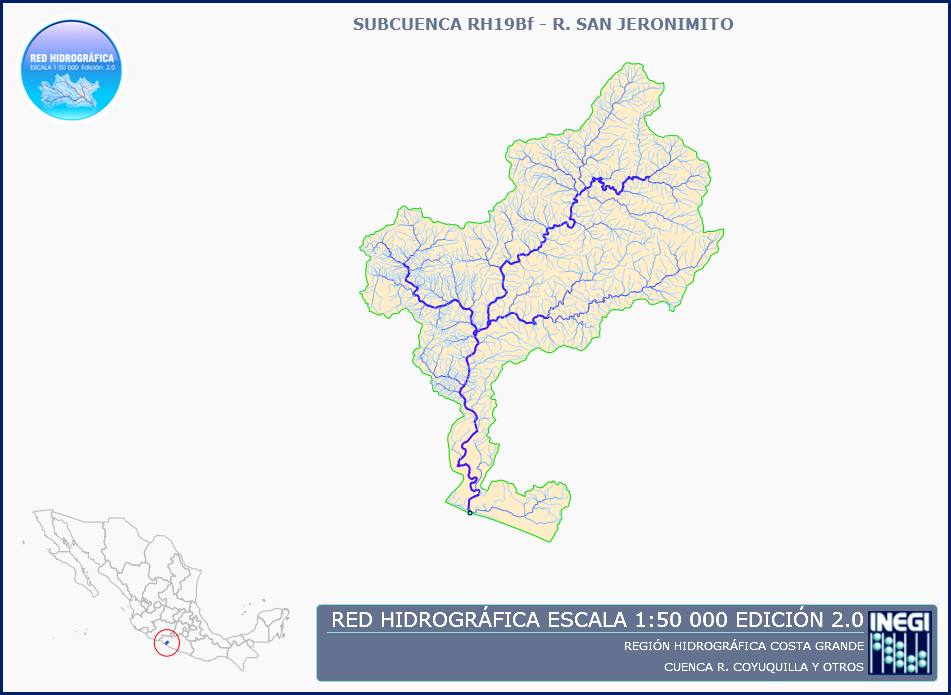 SUBCUENCA RH19Bf - R. SAN JERONIMITO
RED HIDROGRÁFICA
ESCALA 1:50 000 Edición: 2.0
RED HIDROGRÁFICA ESCALA 1:50 000 EDICIÓN 2.0
REGIÓN HIDROGRÁFICA COSTA GRANDE
CUENCA R. COYUQUILLA Y OTROS
INEGI